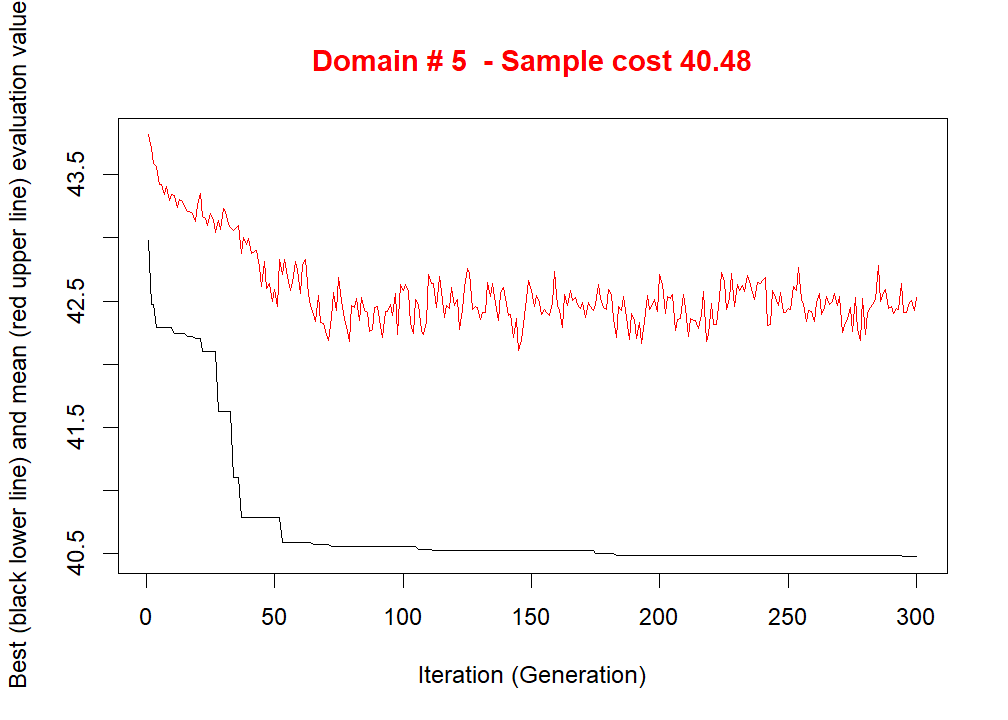 Domain # 5  - Sample cost 40.48
Best (black lower line) and mean (red upper line) evaluation value
43.5
42.5
41.5
40.5
0 50 100 150 200 250 300
Iteration (Generation)